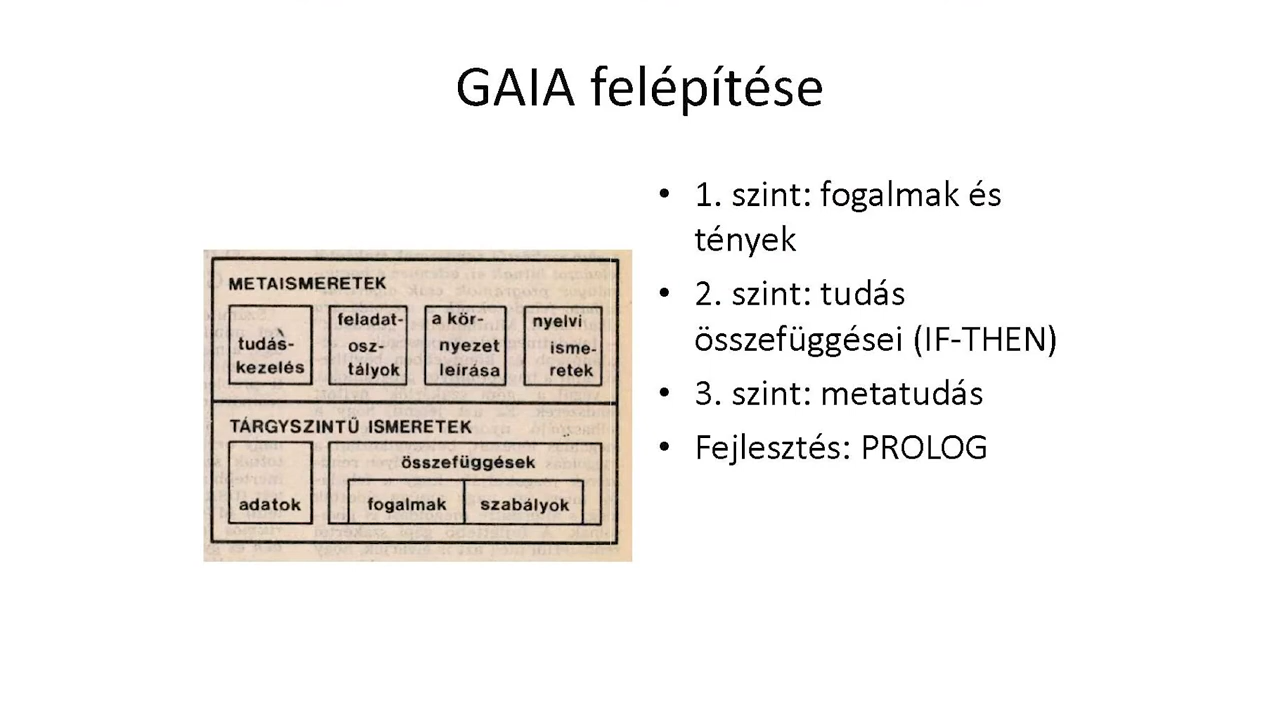 GAIA felépítése
METAISMERETEK
tudás-
kezelés
feladat-
osz-
tályok
a kör-
nyezet
leírása
nyelvi
isme-
retek
TÁRGYSZINTŰ ISMERETEK
adatok
összefüggések
fogalmak
szabályok
• 1. szint: fogalmak és
tények
• 2. szint: tudás
összefüggései (IF-THEN)
• 3. szint: metatudás
• Fejlesztés: PROLOG